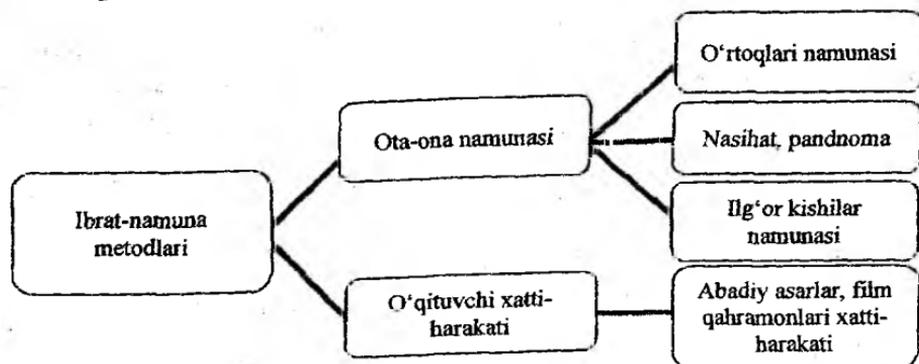 Ibrat-namuna
metodlari
Ota-ona namunasi
O‘qituvchi xatti-
harakati
O‘rtoqlari namunasi
Nasihat, pandnoma
Ilg‘or kishilar
namunasi
Abadiy asarlar, film
qahramonlari xatti-
harakati